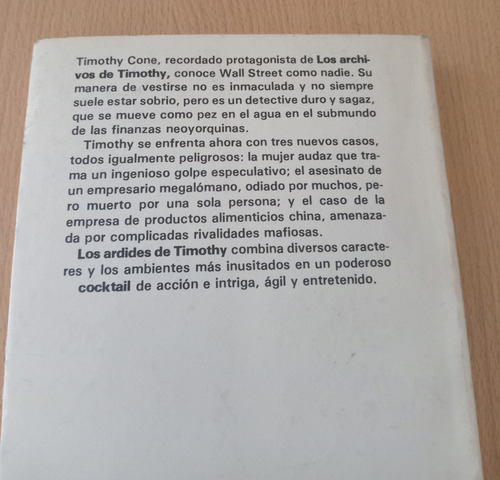 Timothy Cone, recordado protagonista de Los archi-
vos de Timothy, conoce Wall Street como nadie. Su
manera de vestirse no es inmaculada y no siempre
suele estar sobrio, pero es un detective duro y sagaz,
que se mueve como pez en el agua en el submundo
de las finanzas neoyorquinas.
Timothy se enfrenta ahora con tres nuevos casos,
todos igualmente peligrosos: la mujer audaz que tra-
ma un ingenioso golpe especulativo; el asesinato de
un empresario megalómano, odiado por muchos, pe-
ro muerto por una sola persona; y el caso de la
empresa de productos alimenticios china, amenaza-
da por complicadas rivalidades mafiosas.
Los ardides de Timothy combina diversos caracte-
res y los ambientes más inusitados en un poderoso
cocktail de acción e intriga, ágil y entretenido.